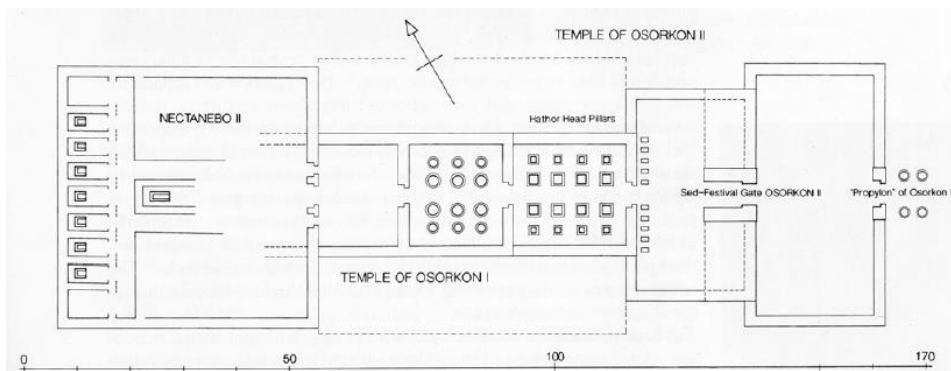 TEMPLE OF OSORKON II
NECTANEBO II
Hathor Head Pillars
Sed-Festival Gate OSORKON II
"Propylon" of Osorkon
TEMPLE OF OSORKON I
0 50 100 170